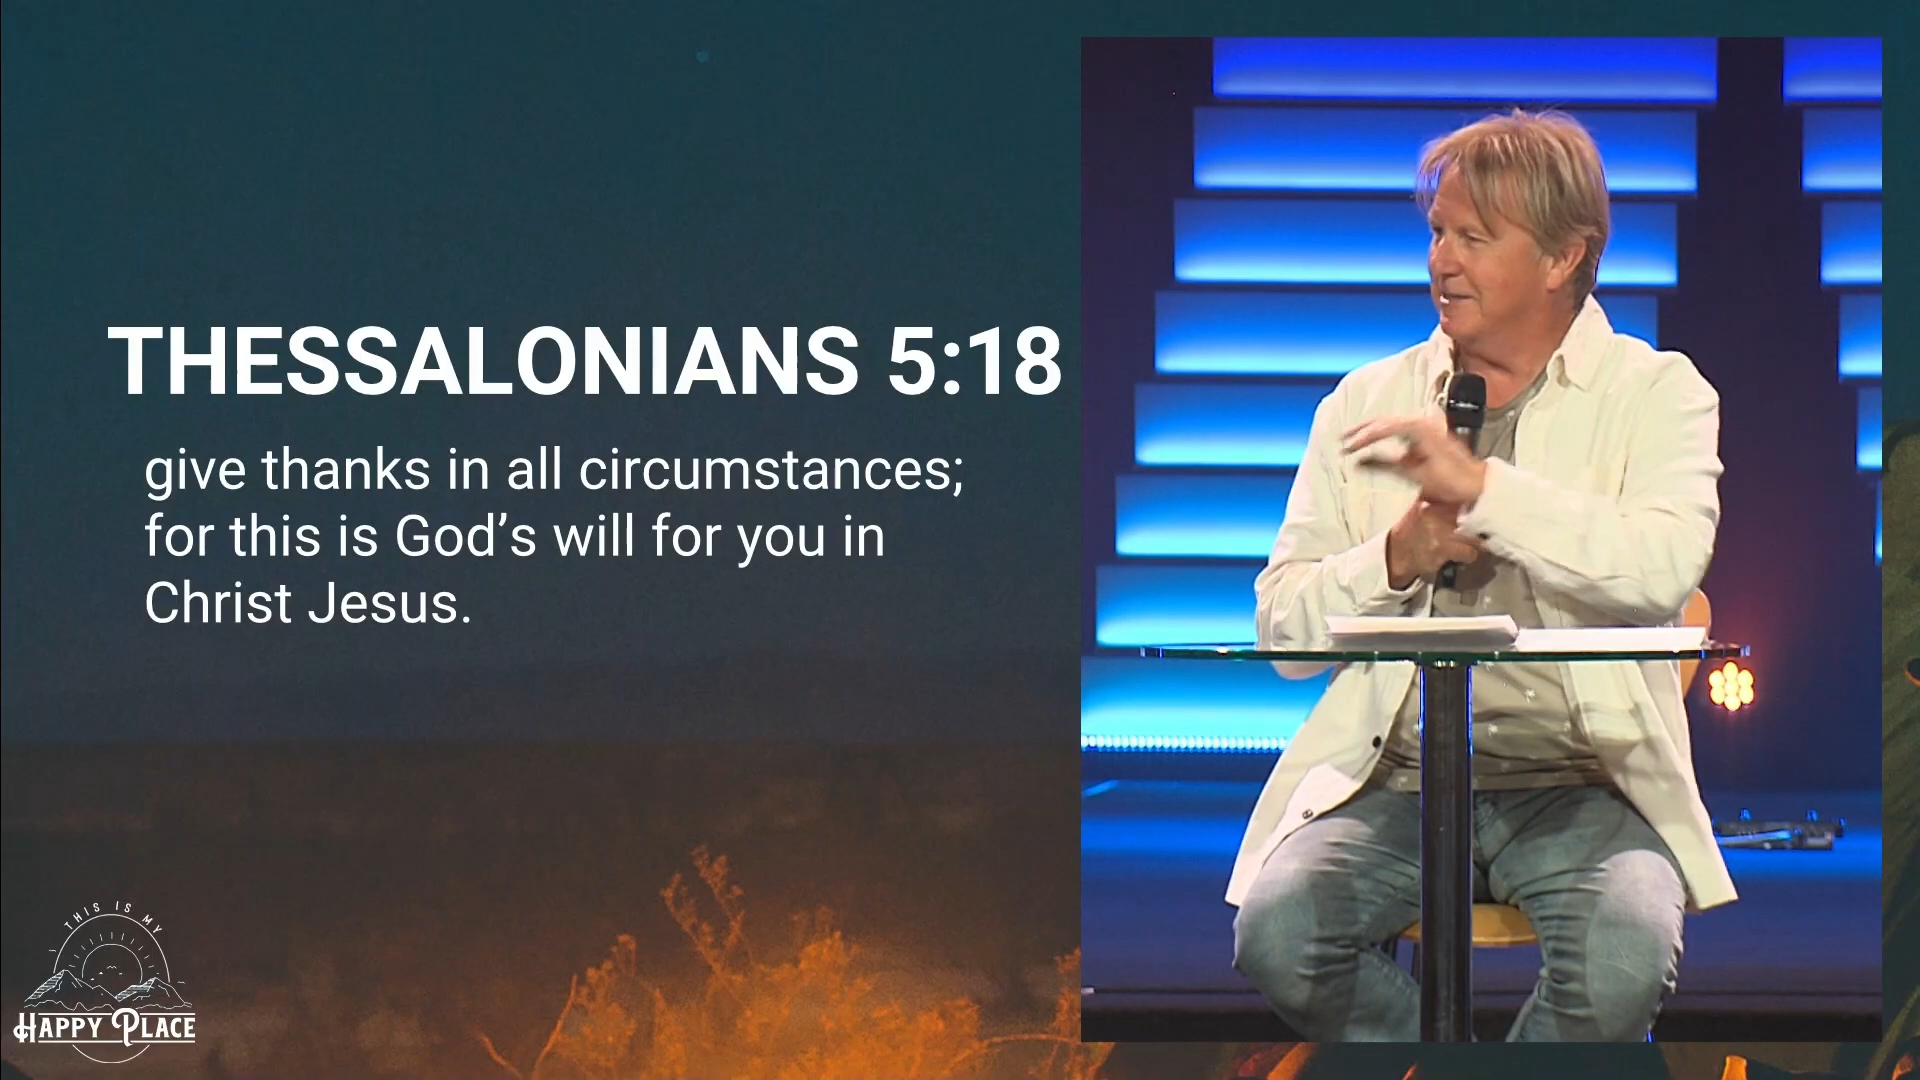 THESSALONIANS 5:18
give thanks in all circumstances;
for this is God’s will for you in
Christ Jesus.
THIS IS MY
HAPPY PLACE